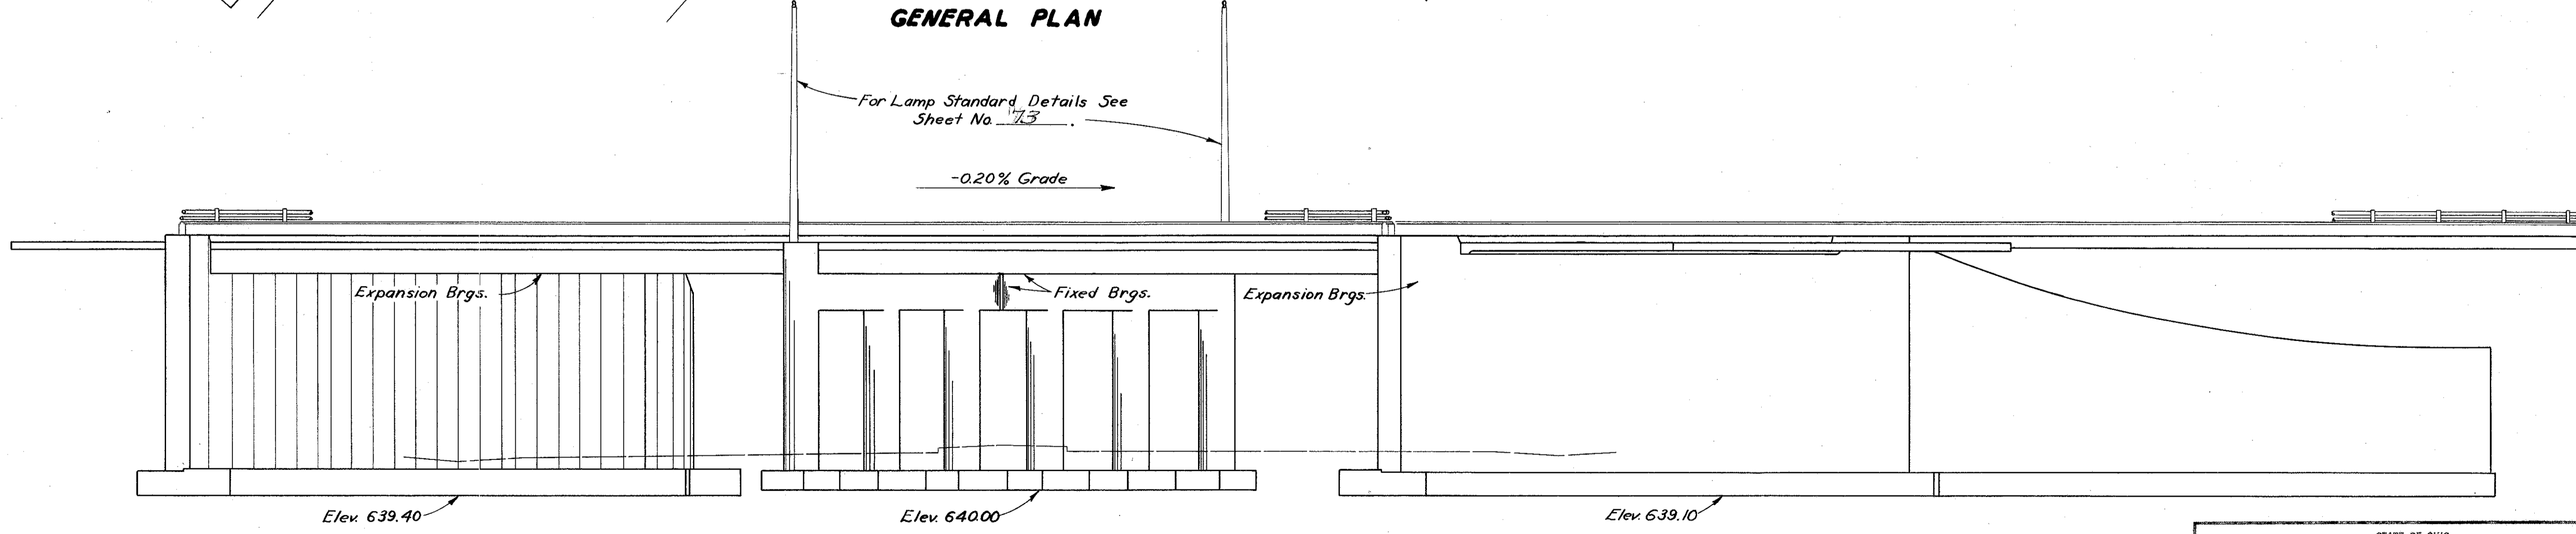 GENERAL PLAN
For Lamp Standard Details See
Sheet No. 73.
-0.20% Grade
Expansion Brgs.
Fixed Brgs.
Expansion Brgs.
Elev. 639.40
Elev. 640.00
Elev. 639.10